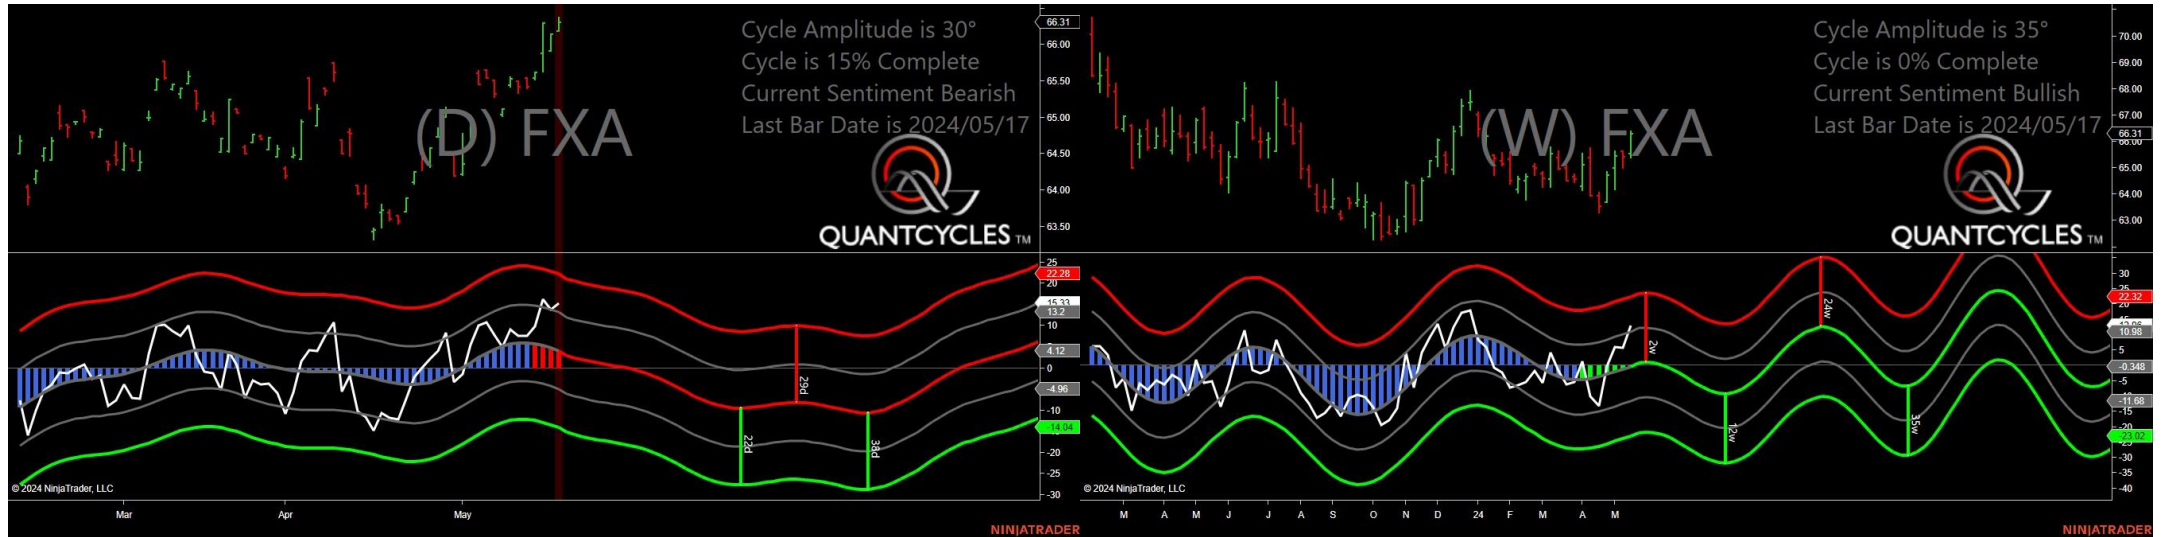 Cycle Amplitude is 30°
Cycle is 15% Complete
Current Sentiment Bearish
Last Bar Date is 2024/05/17
(D) FXA
QUANTCYCLES TM
66.31
66.00
65.50
65.00
64.50
64.00
63.50
25
22.28
20
15.33
13.2
10
4.12
0
-4.96
-10
-14.04
-20
-25
-30
29d
22d
38d
© 2024 NinjaTrader, LLC
Mar
Apr
May
NINJATRADER
Cycle Amplitude is 35°
Cycle is 0% Complete
Current Sentiment Bullish
Last Bar Date is 2024/05/17
(W) FXA
QUANTCYCLES TM
70.00
69.00
68.00
67.00
66.31
66.00
65.00
64.00
63.00
30
25
22.32
10.98
5
-0.348
-5
-11.68
-15
-20
-23.02
-30
-35
-40
24w
2w
12w
35w
© 2024 NinjaTrader, LLC
M A M J J A S O N D 24 F M A M
NINJATRADER